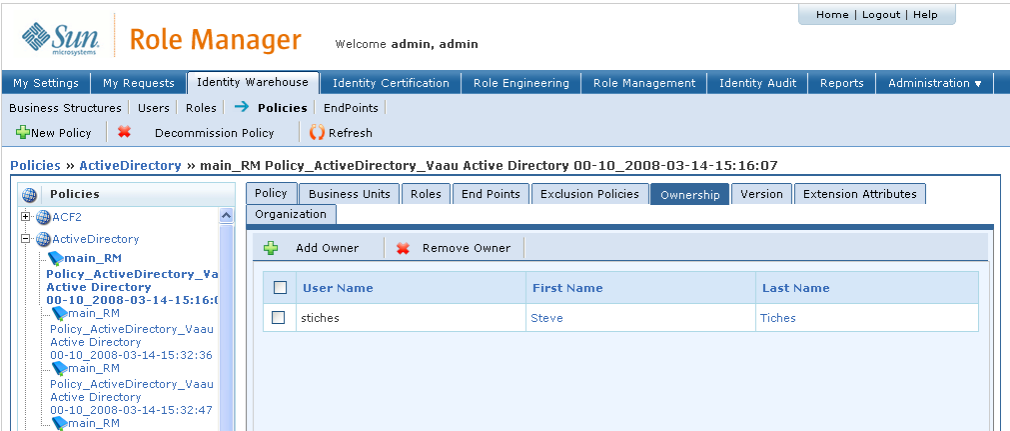 Home | Logout | Help
Sun
microsystems
Role Manager
Welcome admin, admin
My Settings My Requests Identity Warehouse Identity Certification Role Engineering Role Management Identity Audit Reports Administration ▼
Business Structures Users Roles Policies EndPoints
New Policy Decommission Policy Refresh
Policies » ActiveDirectory » main_RM Policy_ActiveDirectory_Vaau Active Directory 00-10_2008-03-14-15:16:07
Policies
ACF2
ActiveDirectory
main_RM
Policy_ActiveDirectory_Va
Active Directory
00-10_2008-03-14-15:16:0
main_RM
Policy_ActiveDirectory_Vaau
Active Directory
00-10_2008-03-14-15:32:36
main_RM
Policy_ActiveDirectory_Vaau
Active Directory
00-10_2008-03-14-15:32:47
main_RM
Policy Business Units Roles End Points Exclusion Policies Ownership Version Extension Attributes
Organization
Add Owner Remove Owner
User Name First Name Last Name
stiches Steve Tiches